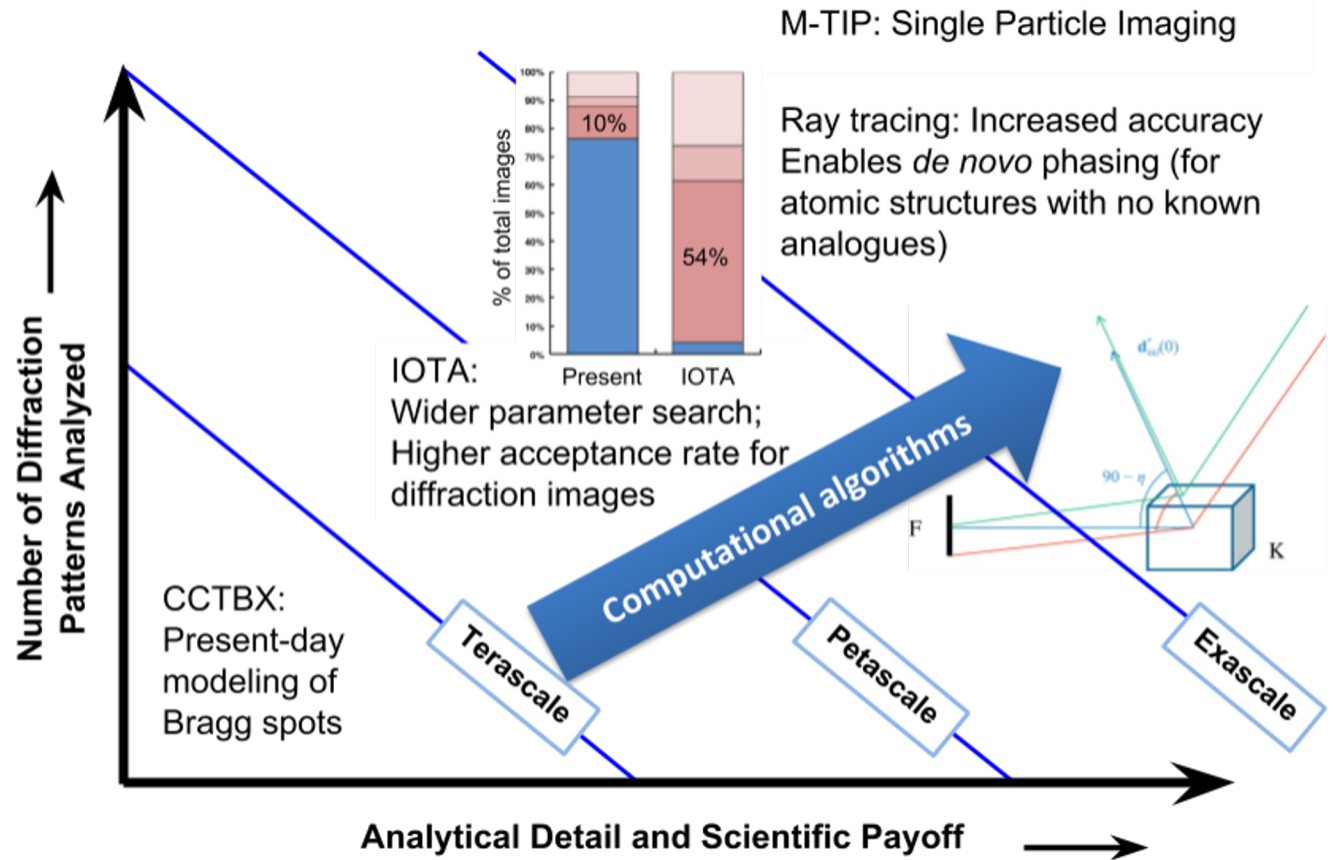 M-TIP: Single Particle Imaging
Ray tracing: Increased accuracy
Enables de novo phasing (for
atomic structures with no known
analogues)
% of total images
100%
90%
80%
70%
60%
50%
40%
30%
20%
10%
0%
10%
54%
Present
IOTA
IOTA:
Wider parameter search;
Higher acceptance rate for
diffraction images
Computational algorithms
90 − η
F
K
CCTBX:
Present-day
modeling of
Bragg spots
Terascale
Petascale
Exascale
Number of Diffraction
Patterns Analyzed
Analytical Detail and Scientific Payoff